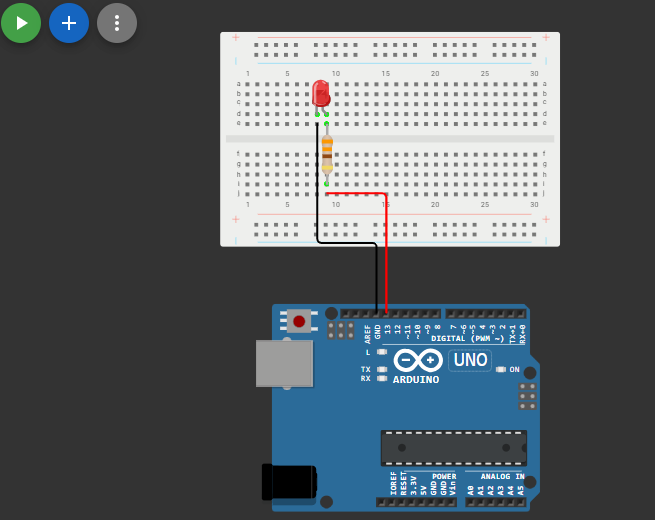 + +
1 5 10 15 20 25 30
a a
b b
c c
d d
e e
f f
g g
h h
i i
j j
1 5 10 15 20 25 30
+ +
AREF
GND
13
12
~11
~10
~9
8
7
~6
~5
4
~3
2
TX→1
RX←0
DIGITAL (PWM ~)
L
TX
RX
UNO
ON
ARDUINO
IOREF
RESET
3.3V
5V
GND
GND
Vin
POWER
ANALOG IN
A0
A1
A2
A3
A4
A5